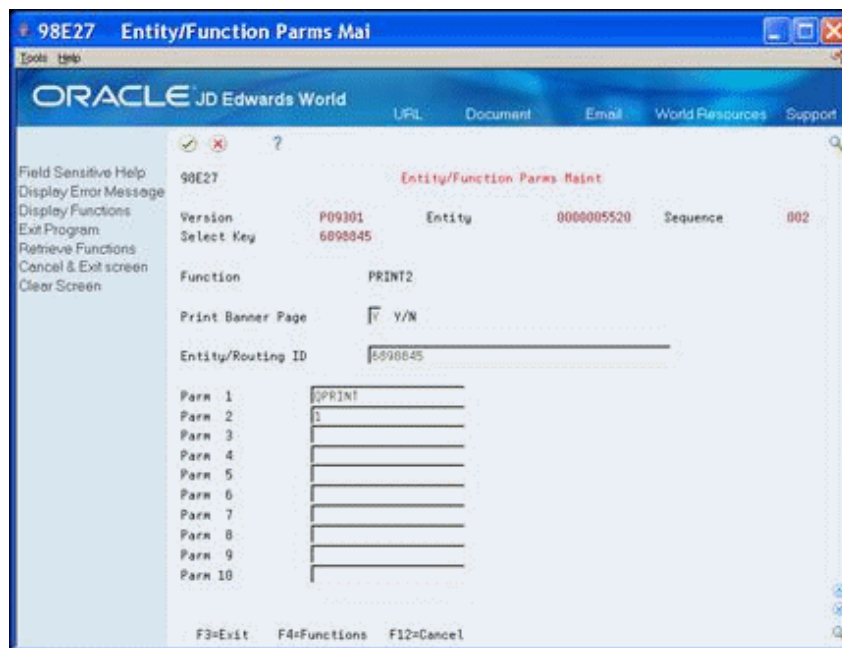 98E27 Entity/Function Parms Mai
Tools Help
ORACLE JD Edwards World
URL Document Email World Resources Support
?
Field Sensitive Help
Display Error Message
Display Functions
Exit Program
Retrieve Functions
Cancel & Exit screen
Clear Screen
98E27 Entity/Function Parms Maint
Version P09301 Entity 0000005520 Sequence 002
Select Key 6898845
Function PRINT2
Print Banner Page Y Y/N
Entity/Routing ID 6898845
Parm 1 QPRINT
Parm 2 1
Parm 3
Parm 4
Parm 5
Parm 6
Parm 7
Parm 8
Parm 9
Parm 10
F3=Exit F4=Functions F12=Cancel